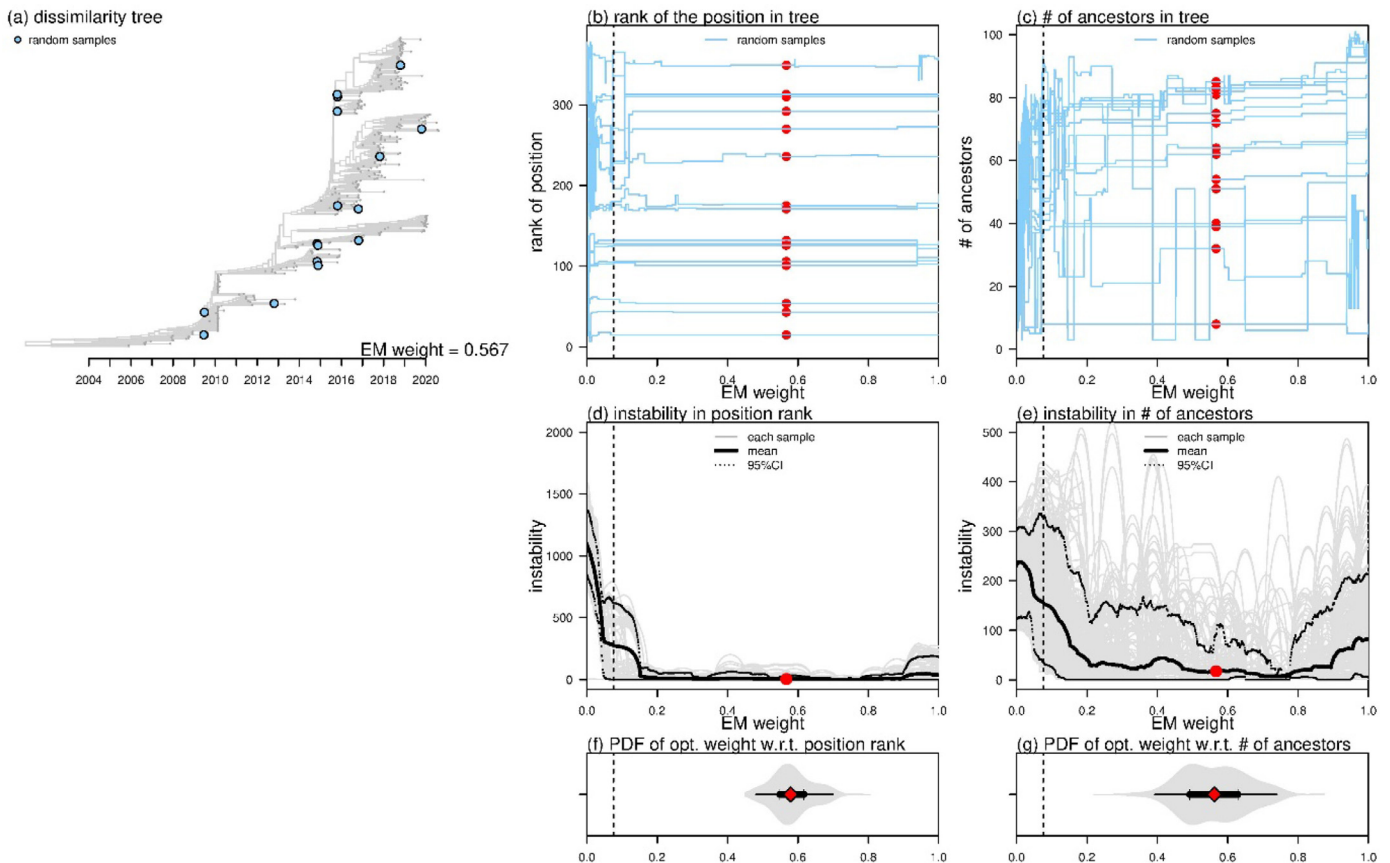 (a) dissimilarity tree
random samples
EM weight = 0.567
2004 2006 2008 2010 2012 2014 2016 2018 2020
(b) rank of the position in tree
random samples
rank of position
0 100 200 300
0.0 0.2 0.4 0.6 0.8 1.0
EM weight
(c) # of ancestors in tree
random samples
# of ancestors
0 20 40 60 80 100
0.0 0.2 0.4 0.6 0.8 1.0
EM weight
(d) instability in position rank
each sample
mean
95%CI
instability
0 500 1000 1500 2000
0.0 0.2 0.4 0.6 0.8 1.0
EM weight
(e) instability in # of ancestors
each sample
mean
95%CI
instability
0 100 200 300 400 500
0.0 0.2 0.4 0.6 0.8 1.0
EM weight
(f) PDF of opt. weight w.r.t. position rank
0.0 0.2 0.4 0.6 0.8 1.0
(g) PDF of opt. weight w.r.t. # of ancestors
0.0 0.2 0.4 0.6 0.8 1.0